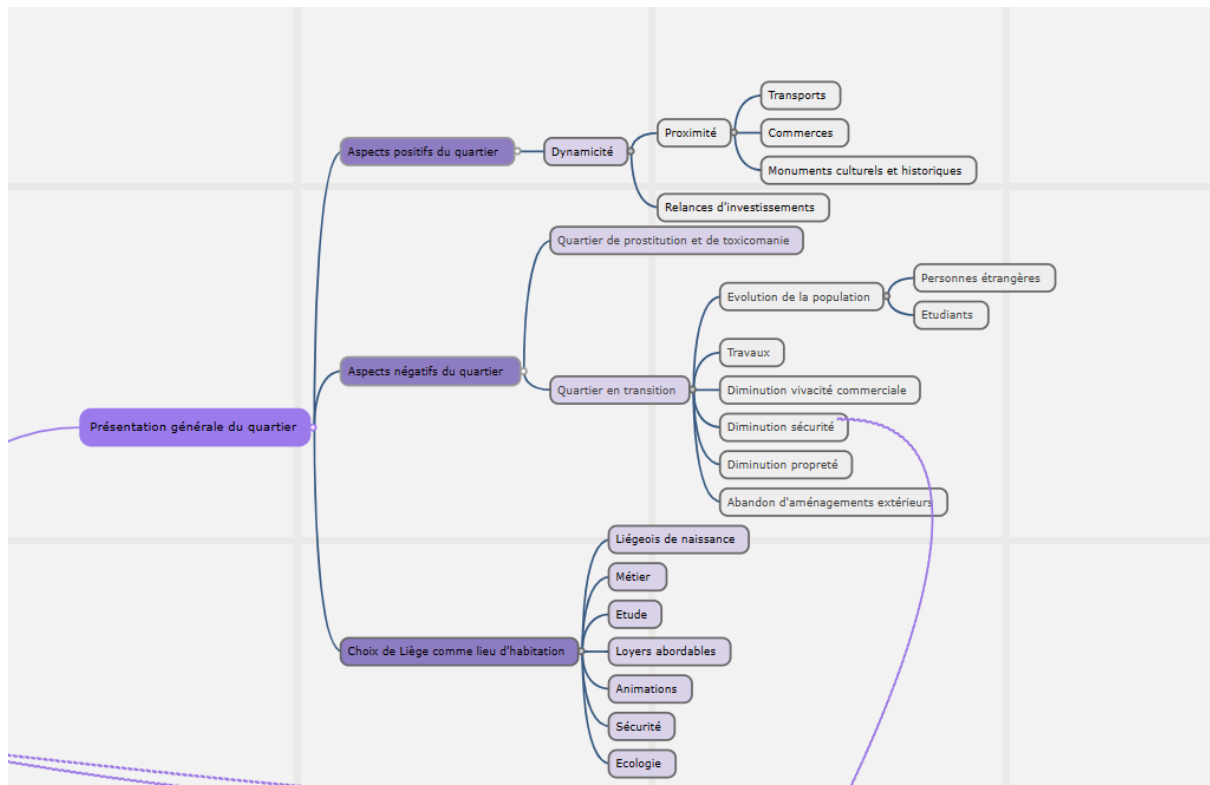 Présentation générale du quartier
Aspects positifs du quartier
Dynamicité
Proximité
Transports
Commerces
Monuments culturels et historiques
Relances d'investissements
Aspects négatifs du quartier
Quartier de prostitution et de toxicomanie
Quartier en transition
Evolution de la population
Personnes étrangères
Etudiants
Travaux
Diminution vivacité commerciale
Diminution sécurité
Diminution propreté
Abandon d'aménagements extérieurs
Choix de Liège comme lieu d'habitation
Liégeois de naissance
Métier
Etude
Loyers abordables
Animations
Sécurité
Ecologie